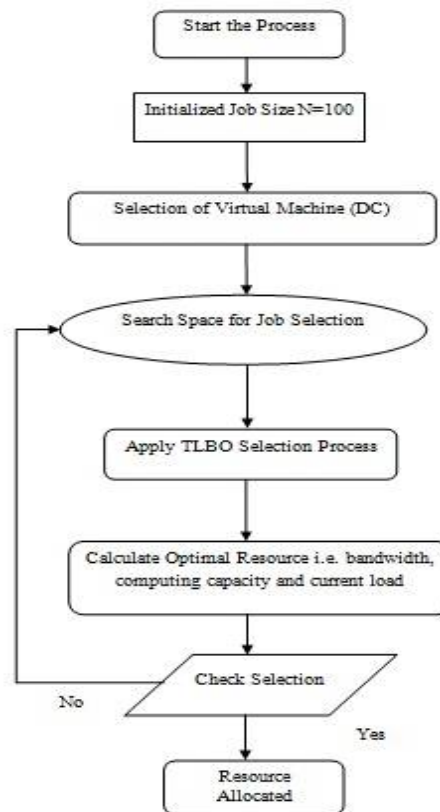 Start the Process
Initialized Job Size N=100
Selection of Virtual Machine (DC)
Search Space for Job Selection
Apply TLBO Selection Process
Calculate Optimal Resource i.e. bandwidth,
computing capacity and current load
Check Selection
No
Yes
Resource
Allocated